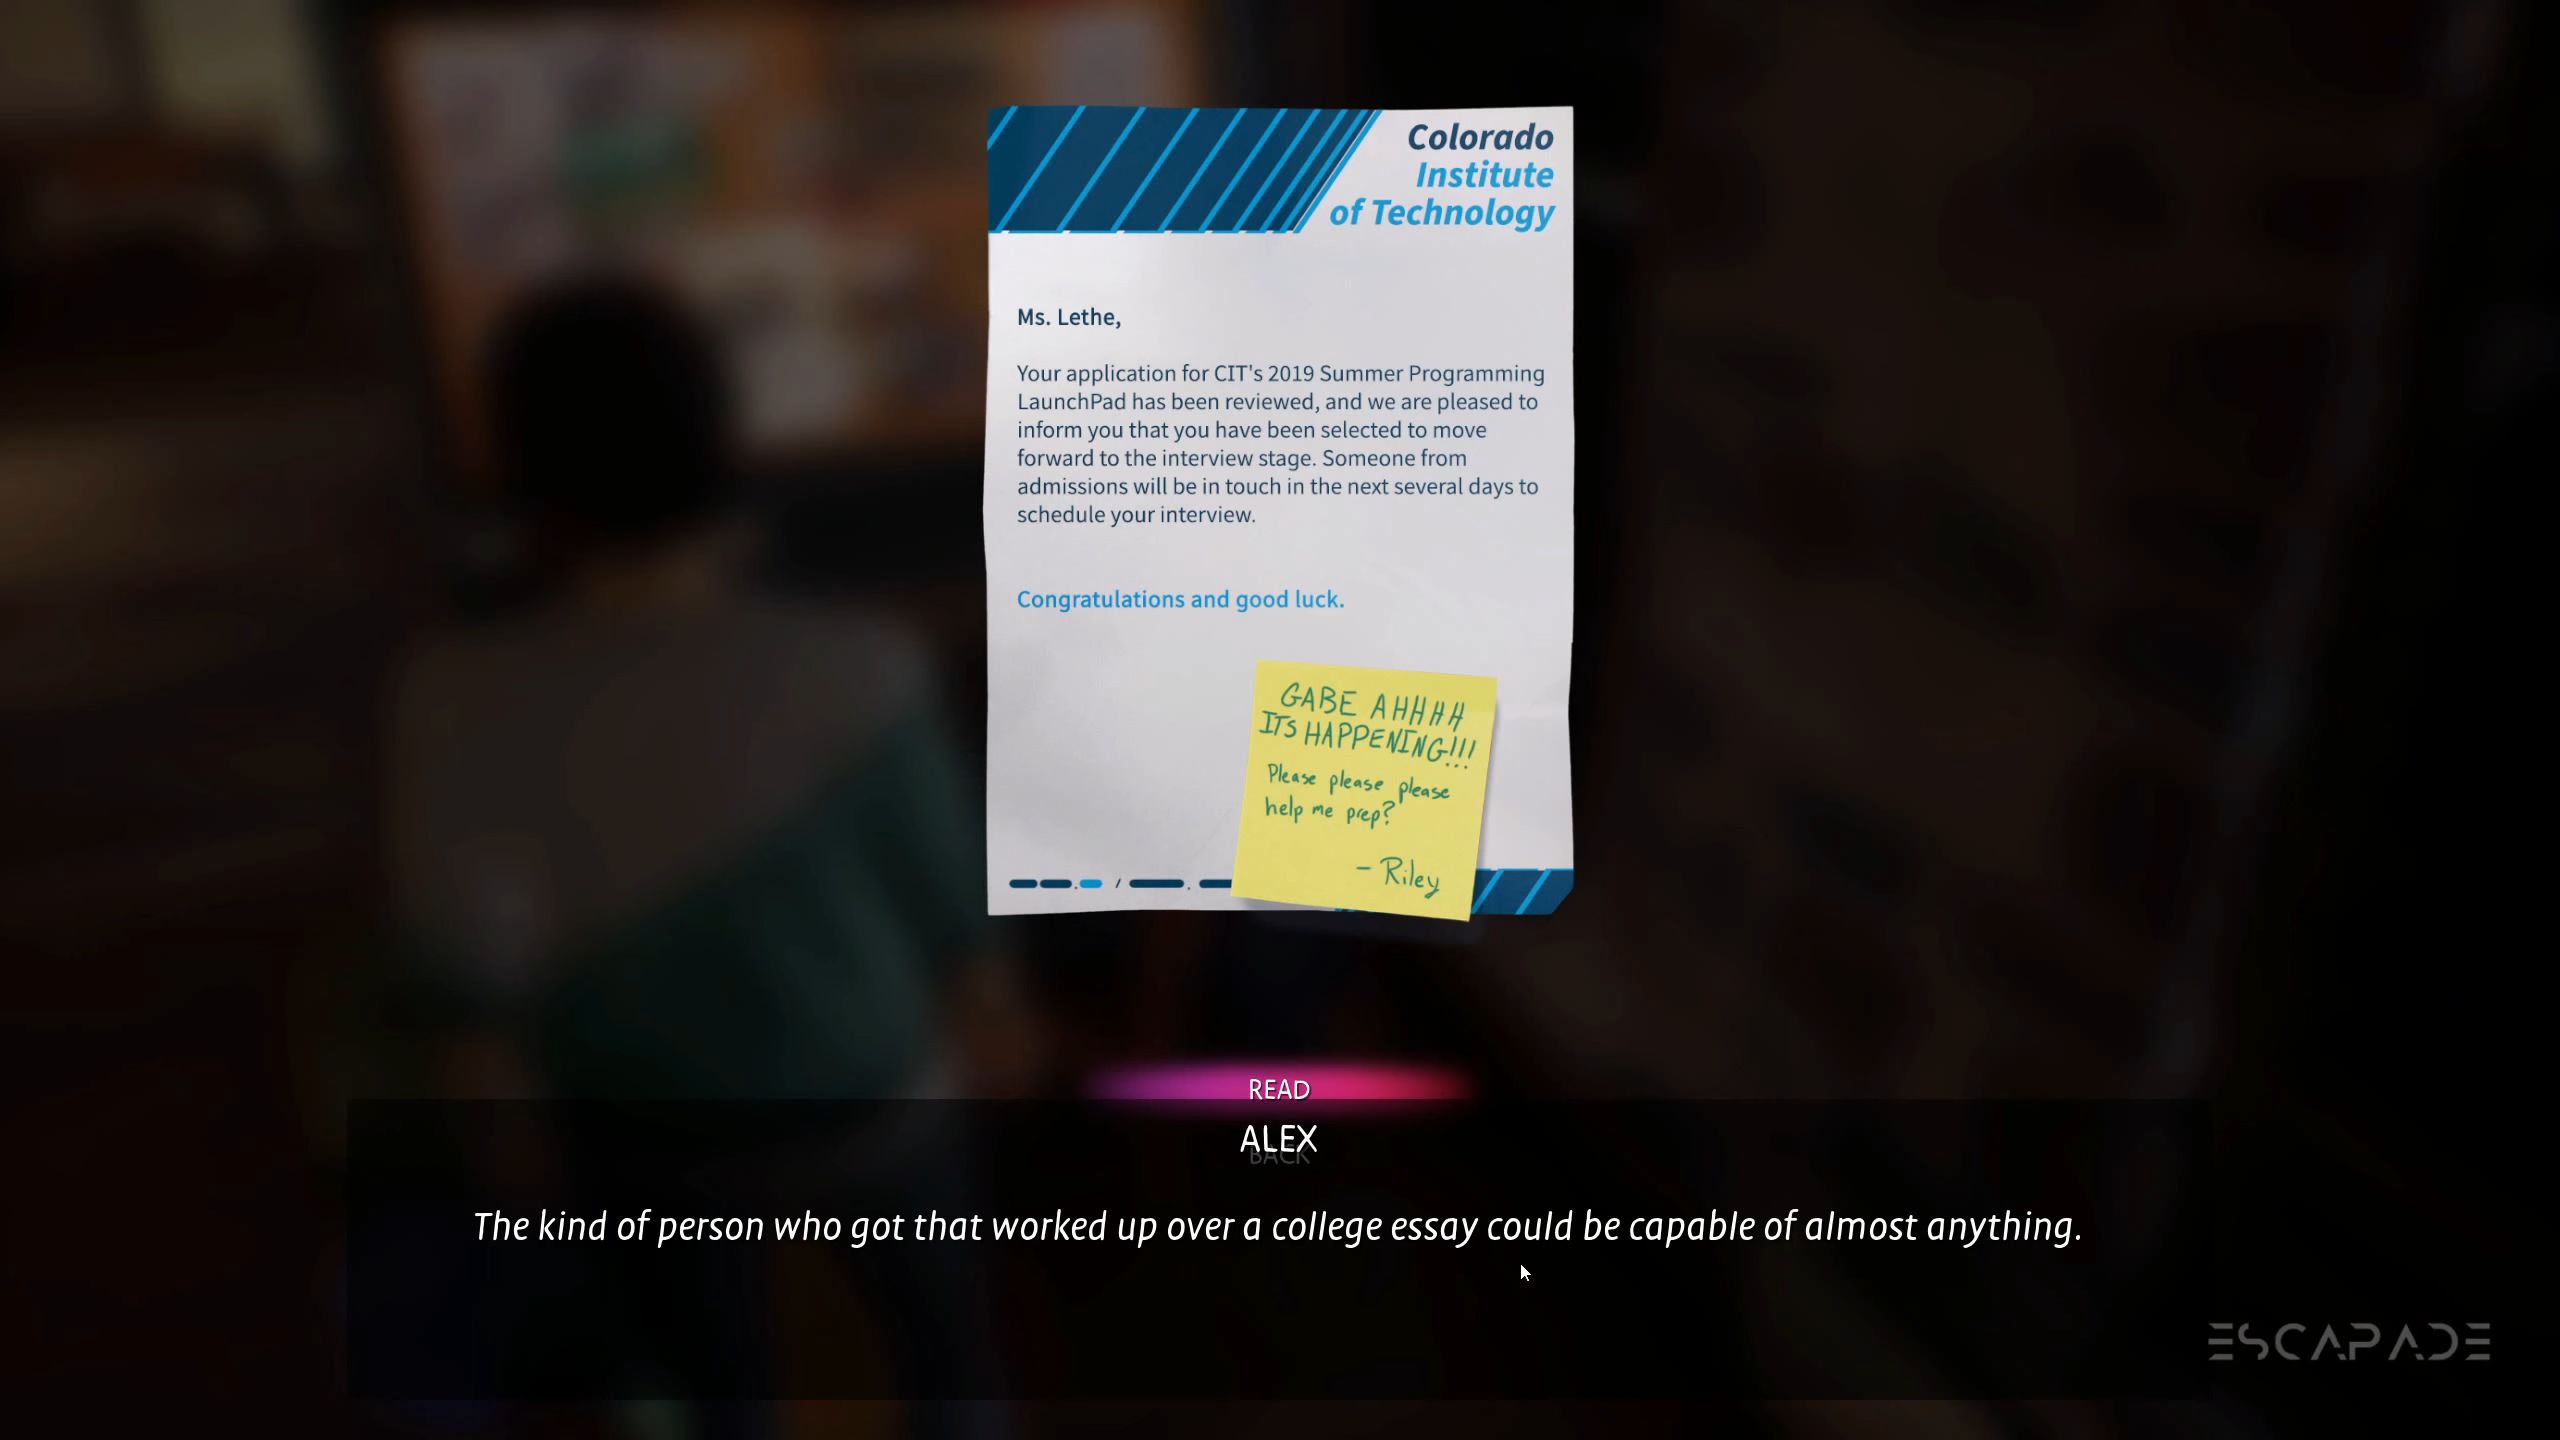 Colorado
Institute
of Technology
Ms. Lethe,
Your application for CIT's 2019 Summer Programming
LaunchPad has been reviewed, and we are pleased to
inform you that you have been selected to move
forward to the interview stage. Someone from
admissions will be in touch in the next several days to
schedule your interview.
Congratulations and good luck.
GABE AHHHH
ITS HAPPENING!!!
Please please please
help me prep?
- Riley
READ
ALEX
BACK
The kind of person who got that worked up over a college essay could be capable of almost anything.
ESCAPADE